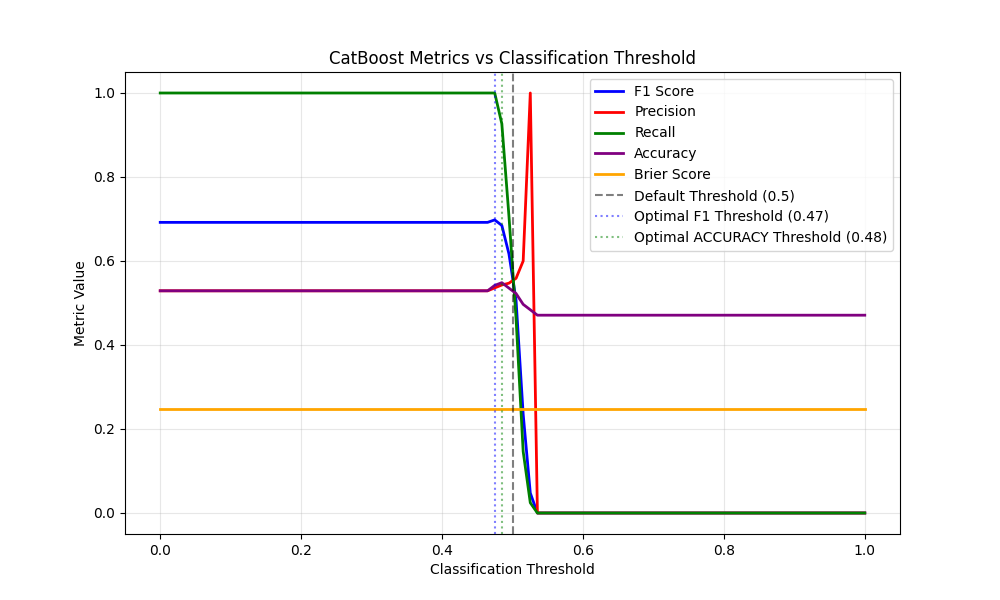 CatBoost Metrics vs Classification Threshold
Metric Value
1.0
0.8
0.6
0.4
0.2
0.0
F1 Score
Precision
Recall
Accuracy
Brier Score
Default Threshold (0.5)
Optimal F1 Threshold (0.47)
Optimal ACCURACY Threshold (0.48)
0.0 0.2 0.4 0.6 0.8 1.0
Classification Threshold